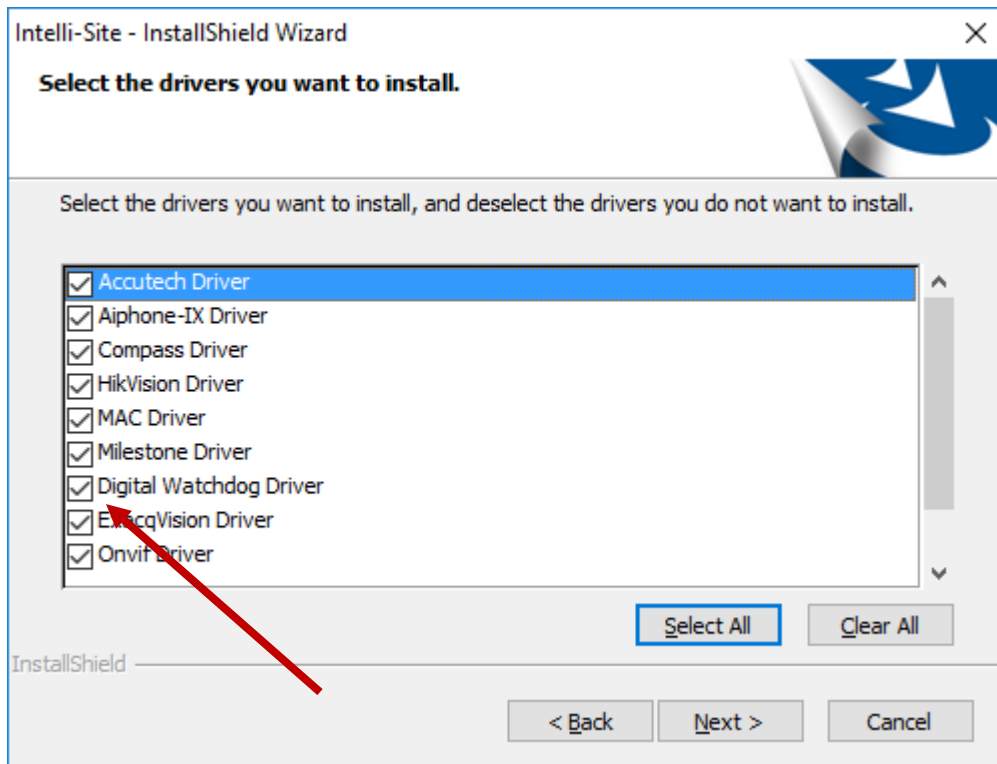 Intelli-Site - InstallShield Wizard
Select the drivers you want to install.
Select the drivers you want to install, and deselect the drivers you do not want to install.
Accutech Driver
Aiphone-IX Driver
Compass Driver
HikVision Driver
MAC Driver
Milestone Driver
Digital Watchdog Driver
ExacqVision Driver
Onvif Driver
Select All
Clear All
InstallShield
< Back
Next >
Cancel